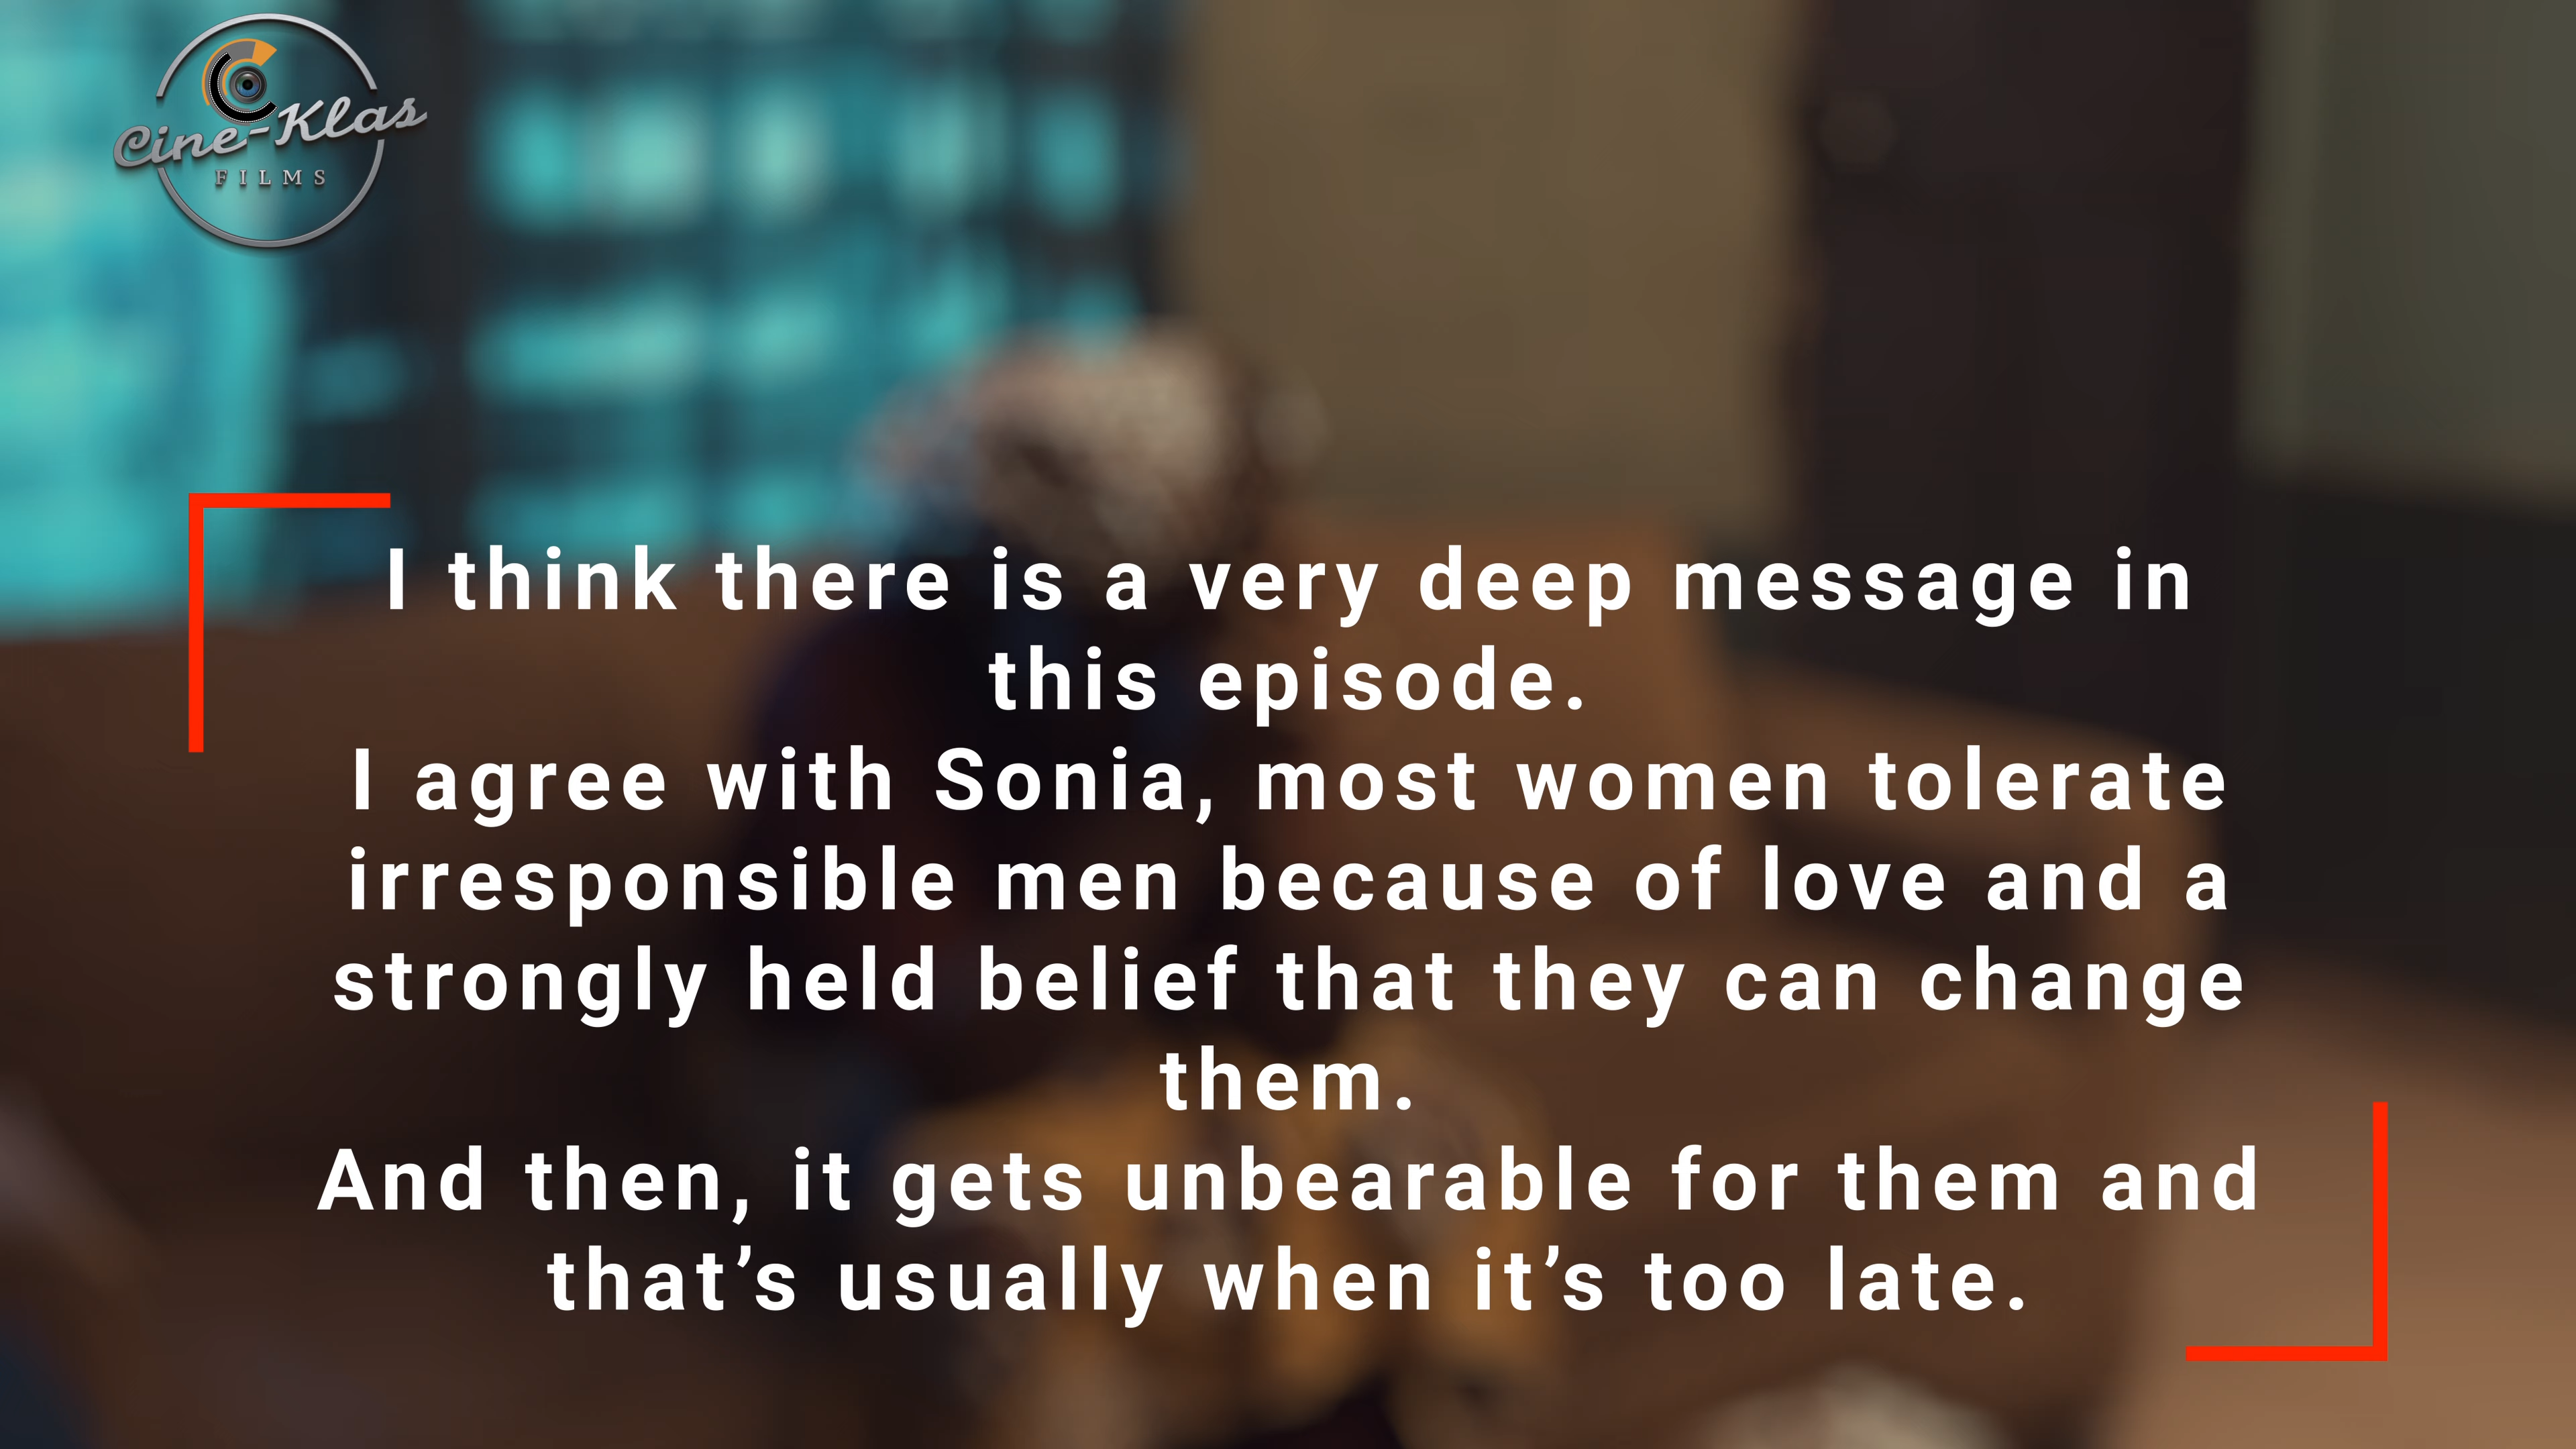 Cine-Klas
FILMS
I think there is a very deep message in
this episode.
I agree with Sonia, most women tolerate
irresponsible men because of love and a
strongly held belief that they can change
them.
And then, it gets unbearable for them and
that’s usually when it’s too late.